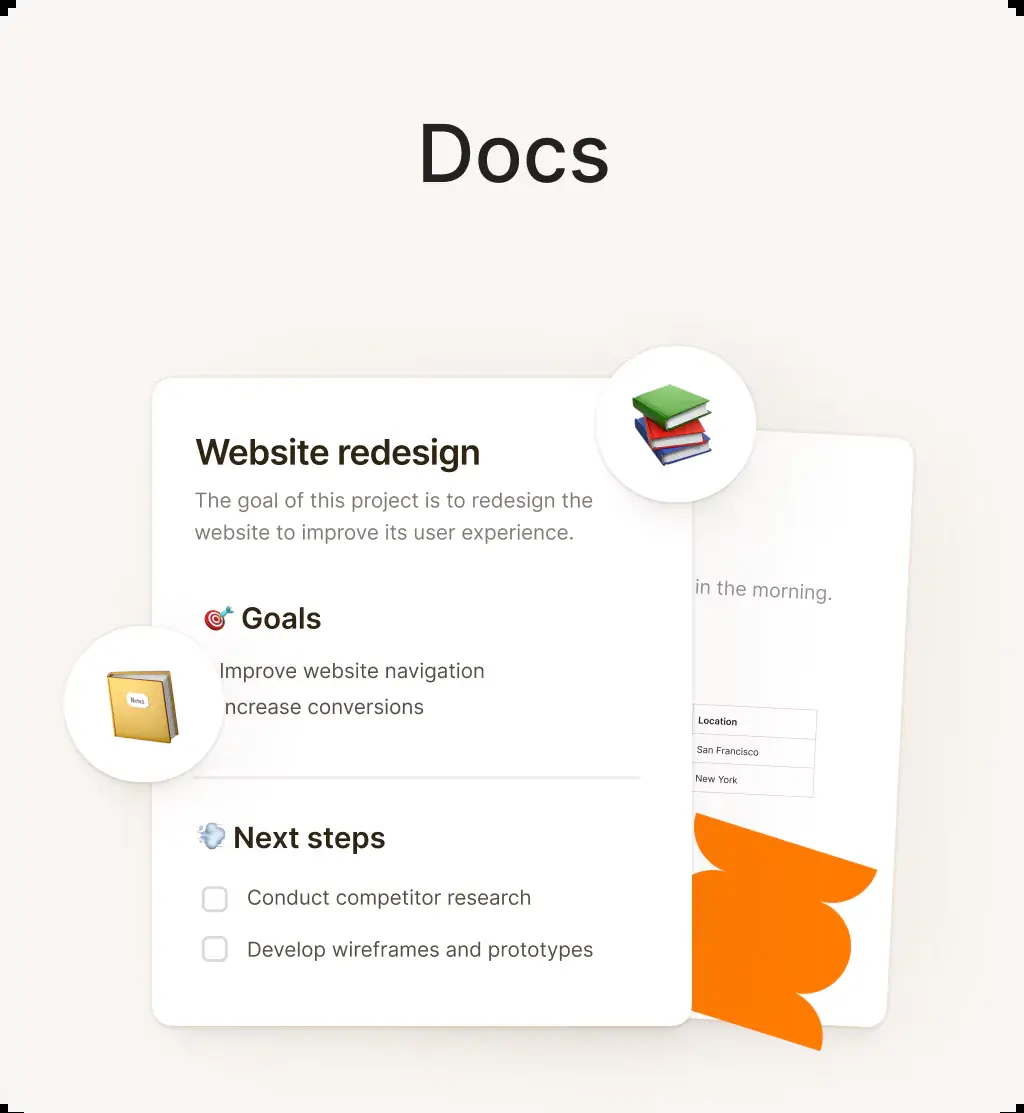 Docs
Website redesign
The goal of this project is to redesign the
website to improve its user experience.
🎯 Goals
Improve website navigation
ncrease conversions
Notes
💨 Next steps
Conduct competitor research
Develop wireframes and prototypes
in the morning.
Location
San Francisco
New York